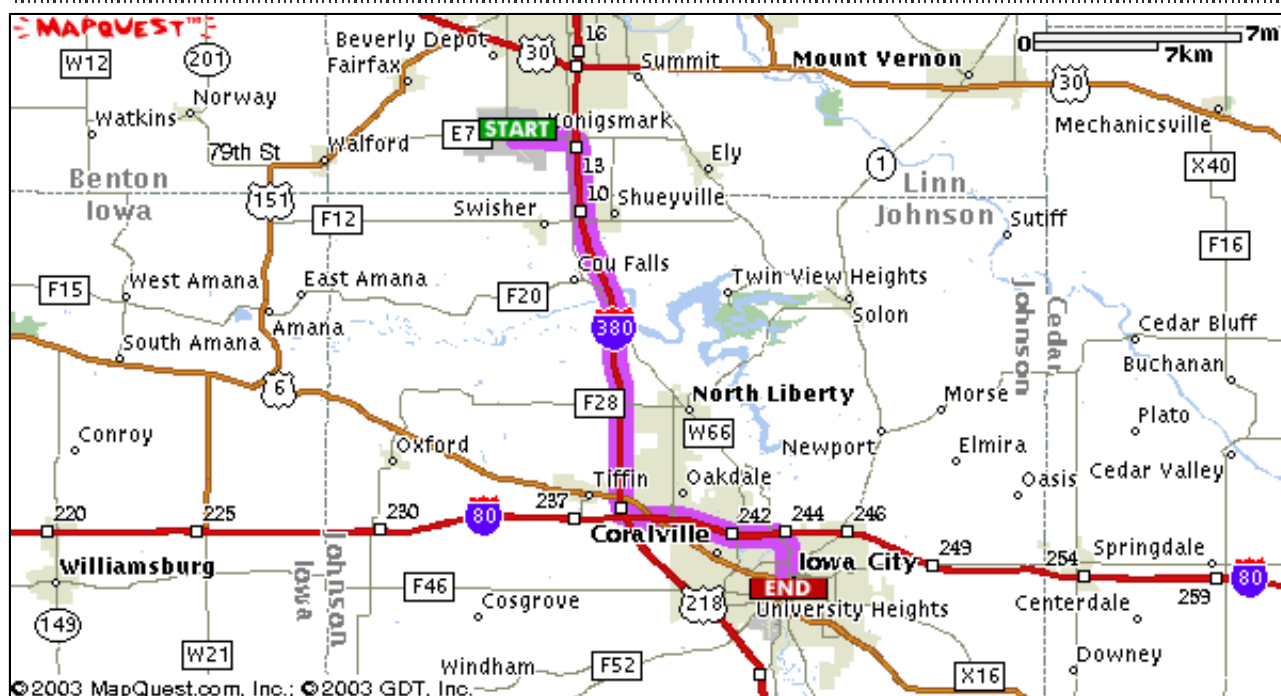 MAPQUEST™
W12
201
Beverly Depot
Fairfax
30
16
Summit
Mount Vernon
0
7m
7km
30
Norway
Watkins
Mechanicsville
E7
START
Konigsmark
79th St
Walford
13
Ely
1
X40
Benton
Iowa
Linn
Johnson
151
F12
Swisher
10
Shueyville
Sutiff
F16
F15
West Amana
East Amana
Cou Falls
F20
Twin View Heights
Johnson
Cedar
Amana
380
Solon
Cedar Bluff
South Amana
Buchanan
6
F28
North Liberty
Morse
Plato
Conroy
Oxford
W66
Newport
Elmira
Cedar Valley
Tiffin
Oakdale
Oasis
220
225
230
80
237
242
244
246
Coralville
249
254
Springdale
Williamsburg
Johnson
Iowa
Iowa City
80
F46
END
259
Cosgrove
218
University Heights
Centerdale
149
W21
Windham
F52
X16
Downey
©2003 MapQuest.com, Inc.; ©2003 GDT, Inc.